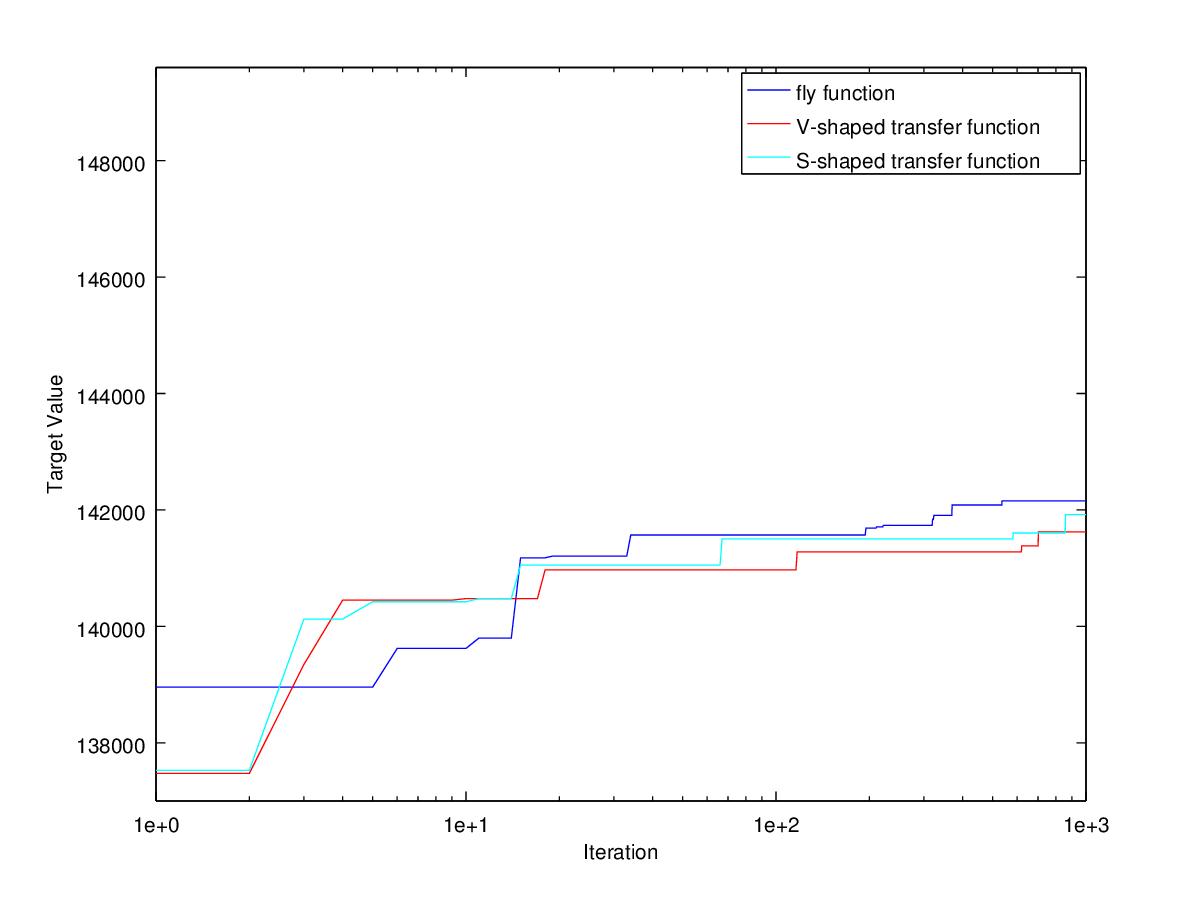 fly function
V-shaped transfer function
S-shaped transfer function
148000
146000
144000
142000
140000
138000
Target Value
1e+0
1e+1
1e+2
1e+3
Iteration